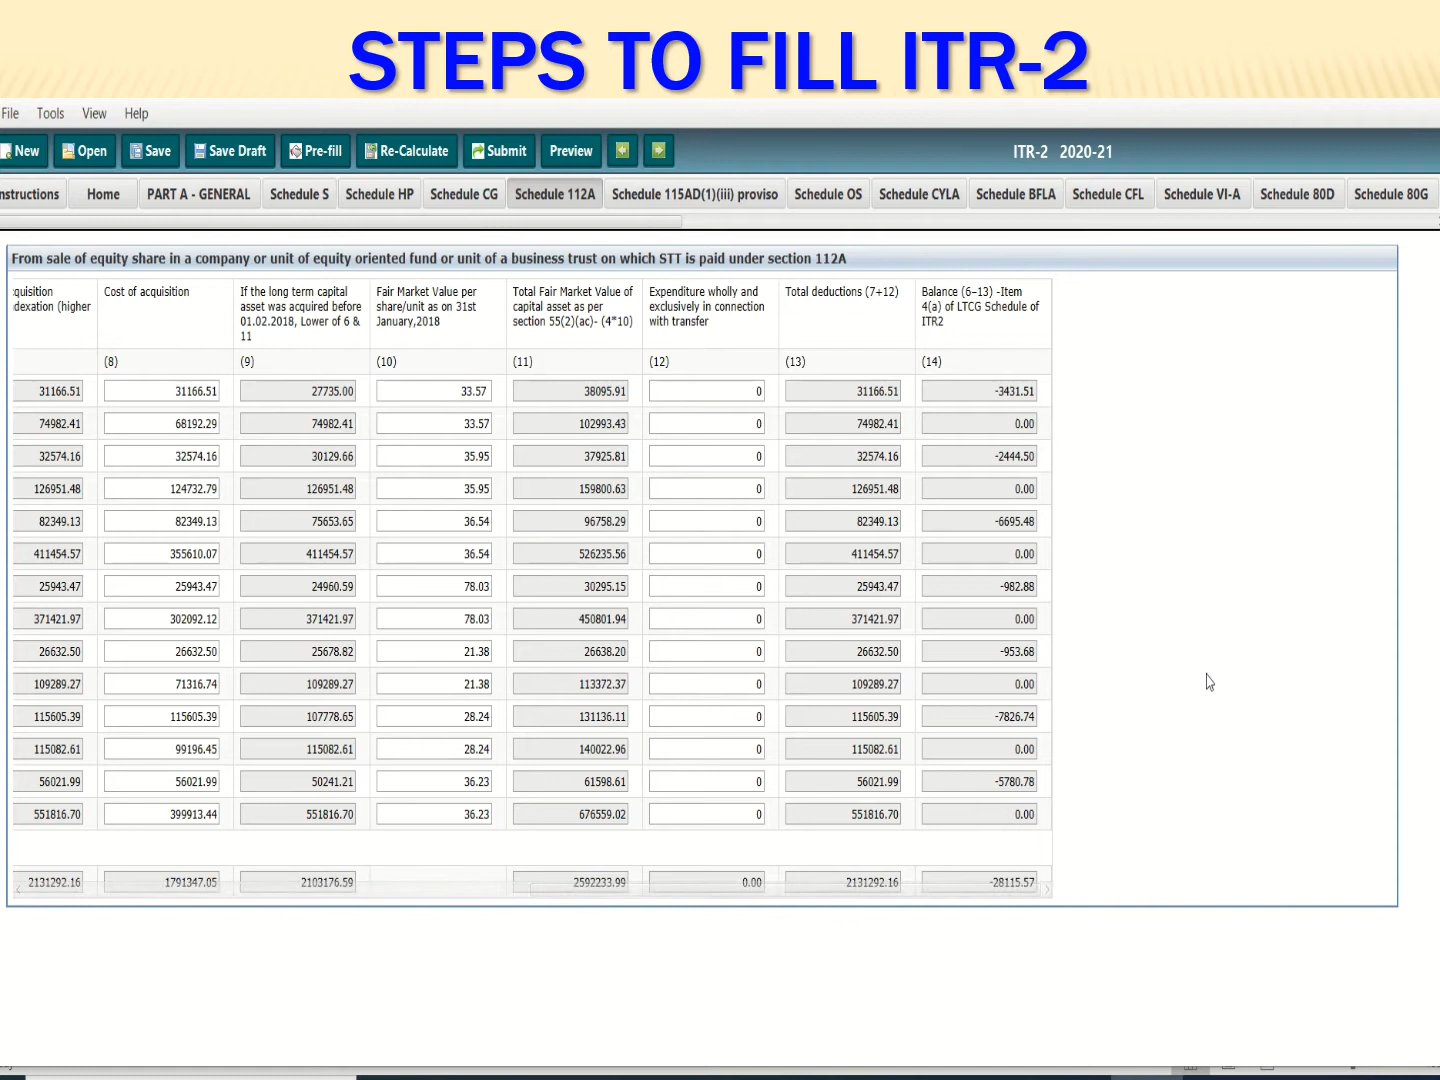 STEPS TO FILL ITR-2
File Tools View Help
New Open Save Save Draft Pre-fill Re-Calculate Submit Preview ITR-2 2020-21
nstructions Home PART A - GENERAL Schedule S Schedule HP Schedule CG Schedule 112A Schedule 115AD(1)(iii) proviso Schedule OS Schedule CYLA Schedule BFLA Schedule CFL Schedule VI-A Schedule 80D Schedule 80G
From sale of equity share in a company or unit of equity oriented fund or unit of a business trust on which STT is paid under section 112A
quisition Cost of acquisition If the long term capital Fair Market Value per Total Fair Market Value of Expenditure wholly and Total deductions (7+12) Balance (6–13) -Item
dexation (higher asset was acquired before share/unit as on 31st capital asset as per exclusively in connection 4(a) of LTCG Schedule of
01.02.2018, Lower of 6 & January,2018 section 55(2)(ac)- (4*10) with transfer ITR2
11
(8) (9) (10) (11) (12) (13) (14)
31166.51 31166.51 27735.00 33.57 38095.91 0 31166.51 -3431.51
74982.41 68192.29 74982.41 33.57 102993.43 0 74982.41 0.00
32574.16 32574.16 30129.66 35.95 37925.81 0 32574.16 -2444.50
126951.48 124732.79 126951.48 35.95 159800.63 0 126951.48 0.00
82349.13 82349.13 75653.65 36.54 96758.29 0 82349.13 -6695.48
411454.57 355610.07 411454.57 36.54 526235.56 0 411454.57 0.00
25943.47 25943.47 24960.59 78.03 30295.15 0 25943.47 -982.88
371421.97 302092.12 371421.97 78.03 450801.94 0 371421.97 0.00
26632.50 26632.50 25678.82 21.38 26638.20 0 26632.50 -953.68
109289.27 71316.74 109289.27 21.38 113372.37 0 109289.27 0.00
115605.39 115605.39 107778.65 28.24 131136.11 0 115605.39 -7826.74
115082.61 99196.45 115082.61 28.24 140022.96 0 115082.61 0.00
56021.99 56021.99 50241.21 36.23 61598.61 0 56021.99 -5780.78
551816.70 399913.44 551816.70 36.23 676559.02 0 551816.70 0.00
2131292.16 1791347.05 2103176.59 2592233.99 0.00 2131292.16 -28115.57